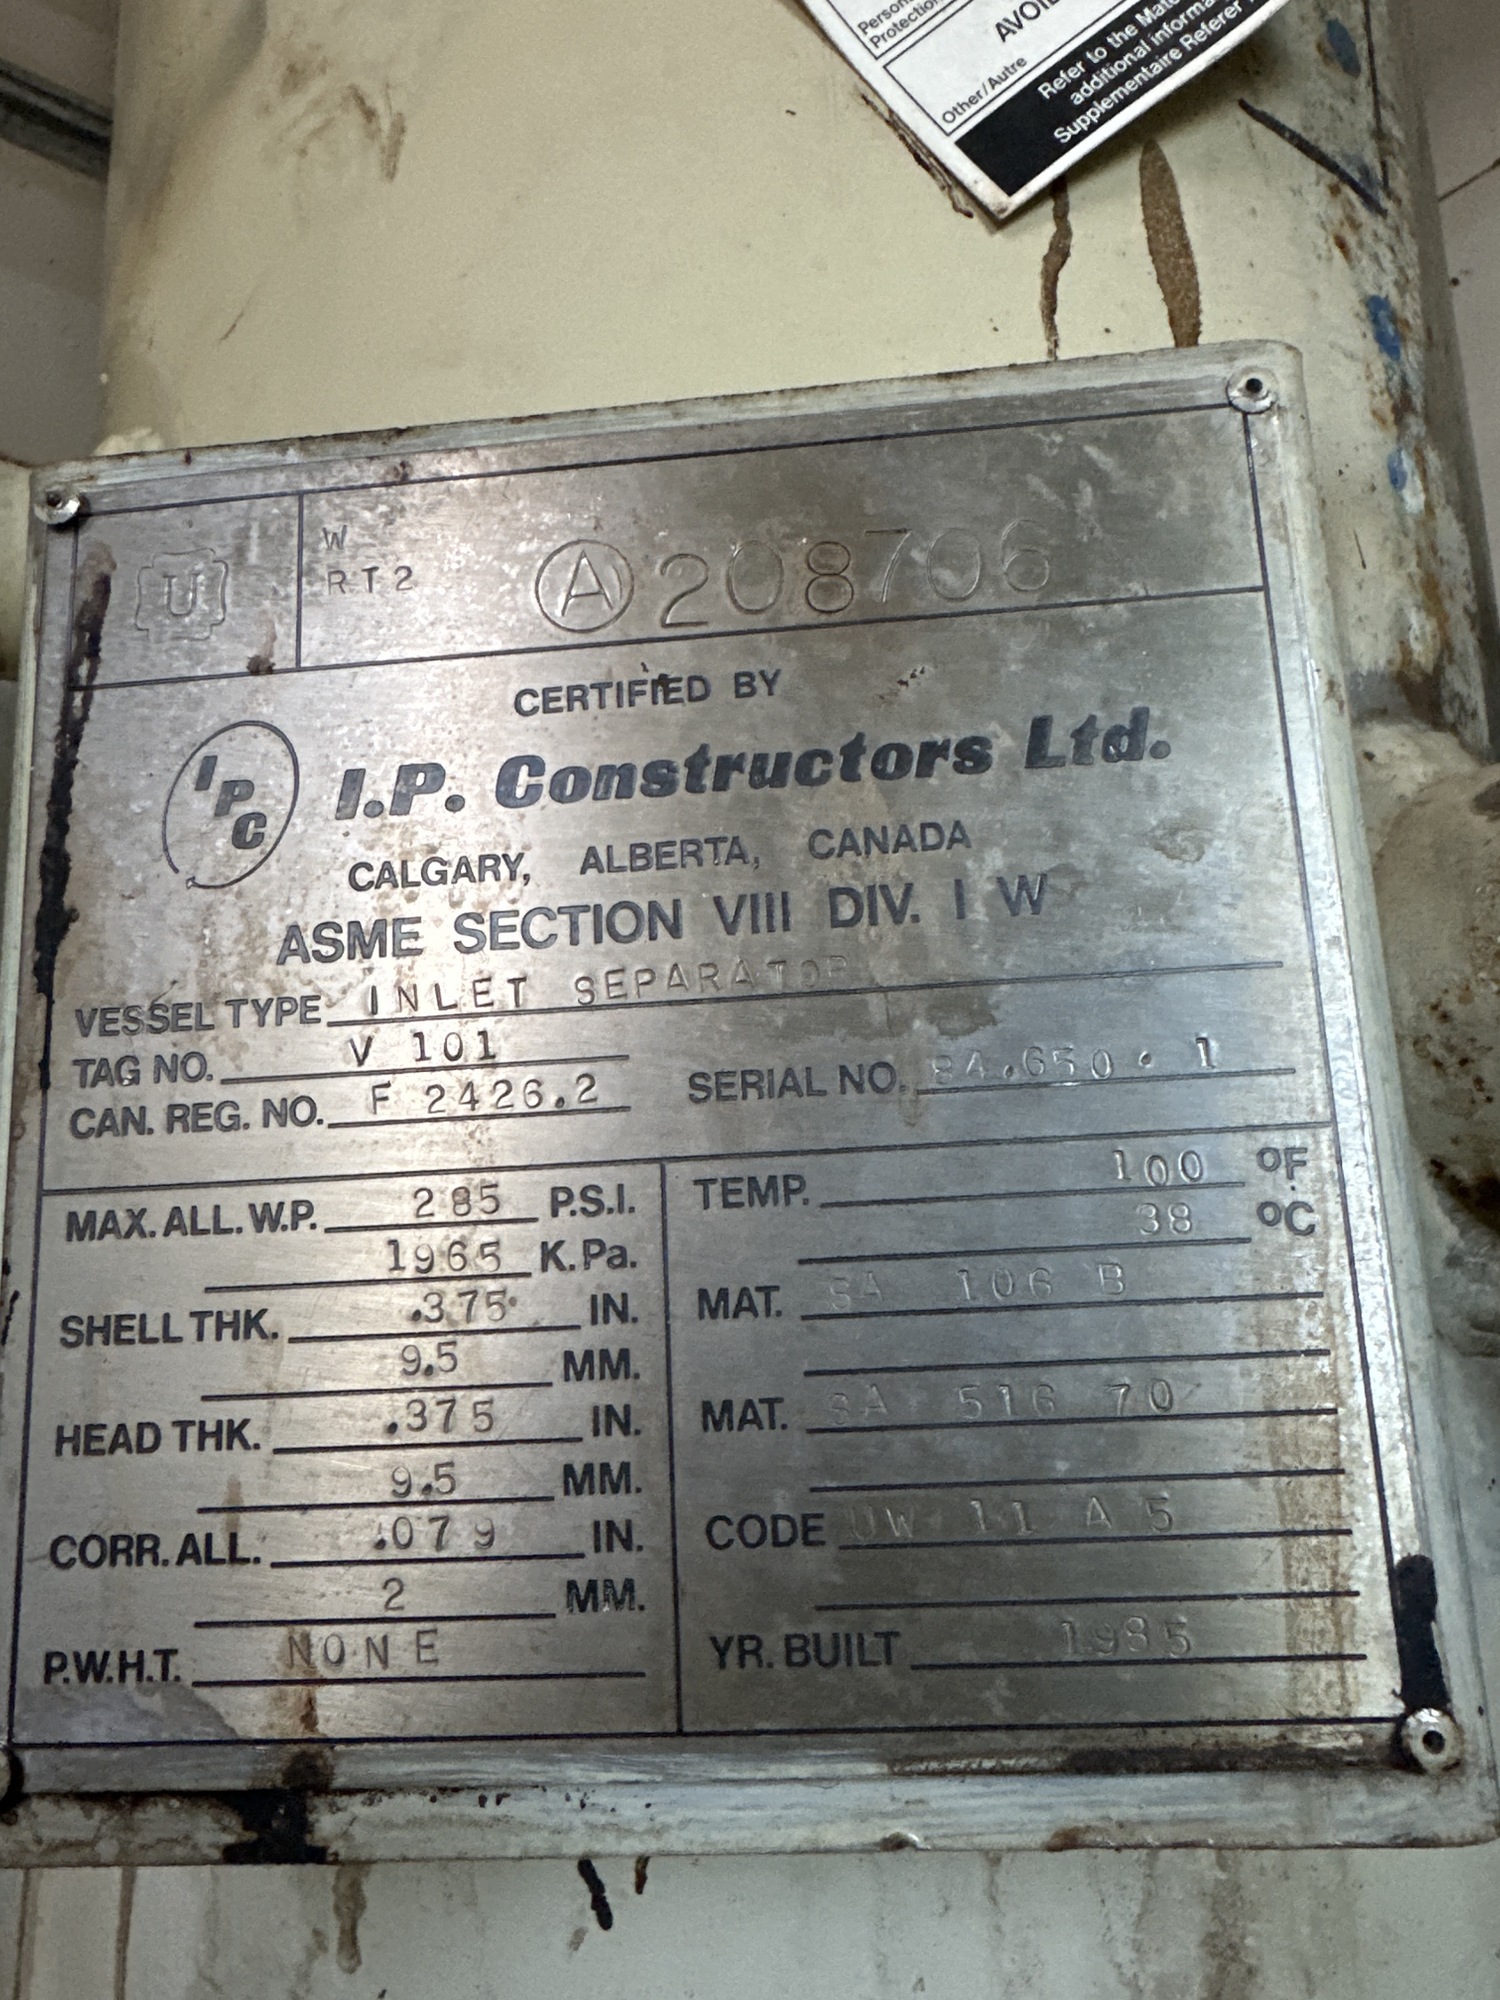 Other/Autre
Refer to the
additional
Supplementaire Referer
U
W
RT2
A 208706
CERTIFIED BY
IPC
I.P. Constructors Ltd.
CALGARY, ALBERTA, CANADA
ASME SECTION VIII DIV. I W
VESSEL TYPE INLET SEPARATOR
TAG NO. V 101
CAN. REG. NO. F 2426.2
SERIAL NO. 84.650.1
MAX. ALL. W.P. 285 P.S.I.
1965 K.Pa.
SHELL THK. .375 IN.
9.5 MM.
HEAD THK. .375 IN.
9.5 MM.
CORR. ALL. .079 IN.
2 MM.
P.W.H.T. NONE
TEMP. 100 °F
38 °C
MAT. SA 106 B
MAT. SA 516 70
CODE UW 11 A 5
YR. BUILT 1985